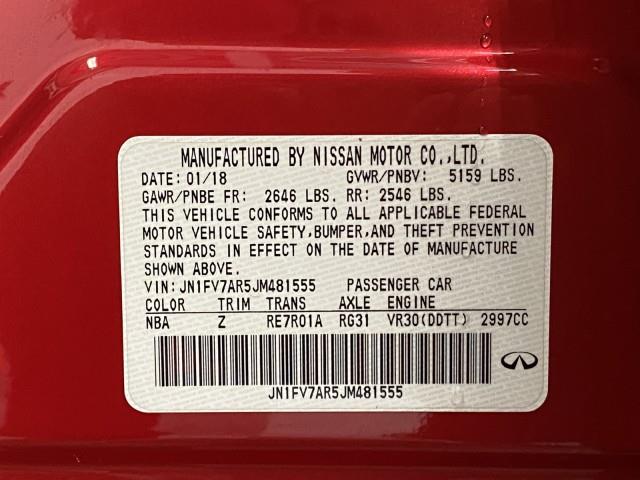 MANUFACTURED BY NISSAN MOTOR CO.,LTD.
DATE: 01/18 GVWR/PNBV: 5159 LBS.
GAWR/PNBE FR: 2646 LBS. RR: 2546 LBS.
THIS VEHICLE CONFORMS TO ALL APPLICABLE FEDERAL
MOTOR VEHICLE SAFETY,BUMPER,AND THEFT PREVENTION
STANDARDS IN EFFECT ON THE DATE OF MANUFACTURE
SHOWN ABOVE.
VIN:JN1FV7AR5JM481555 PASSENGER CAR
COLOR TRIM TRANS AXLE ENGINE
NBA Z RE7R01A RG31 VR30(DDTT) 2997CC
JN1FV7AR5JM481555